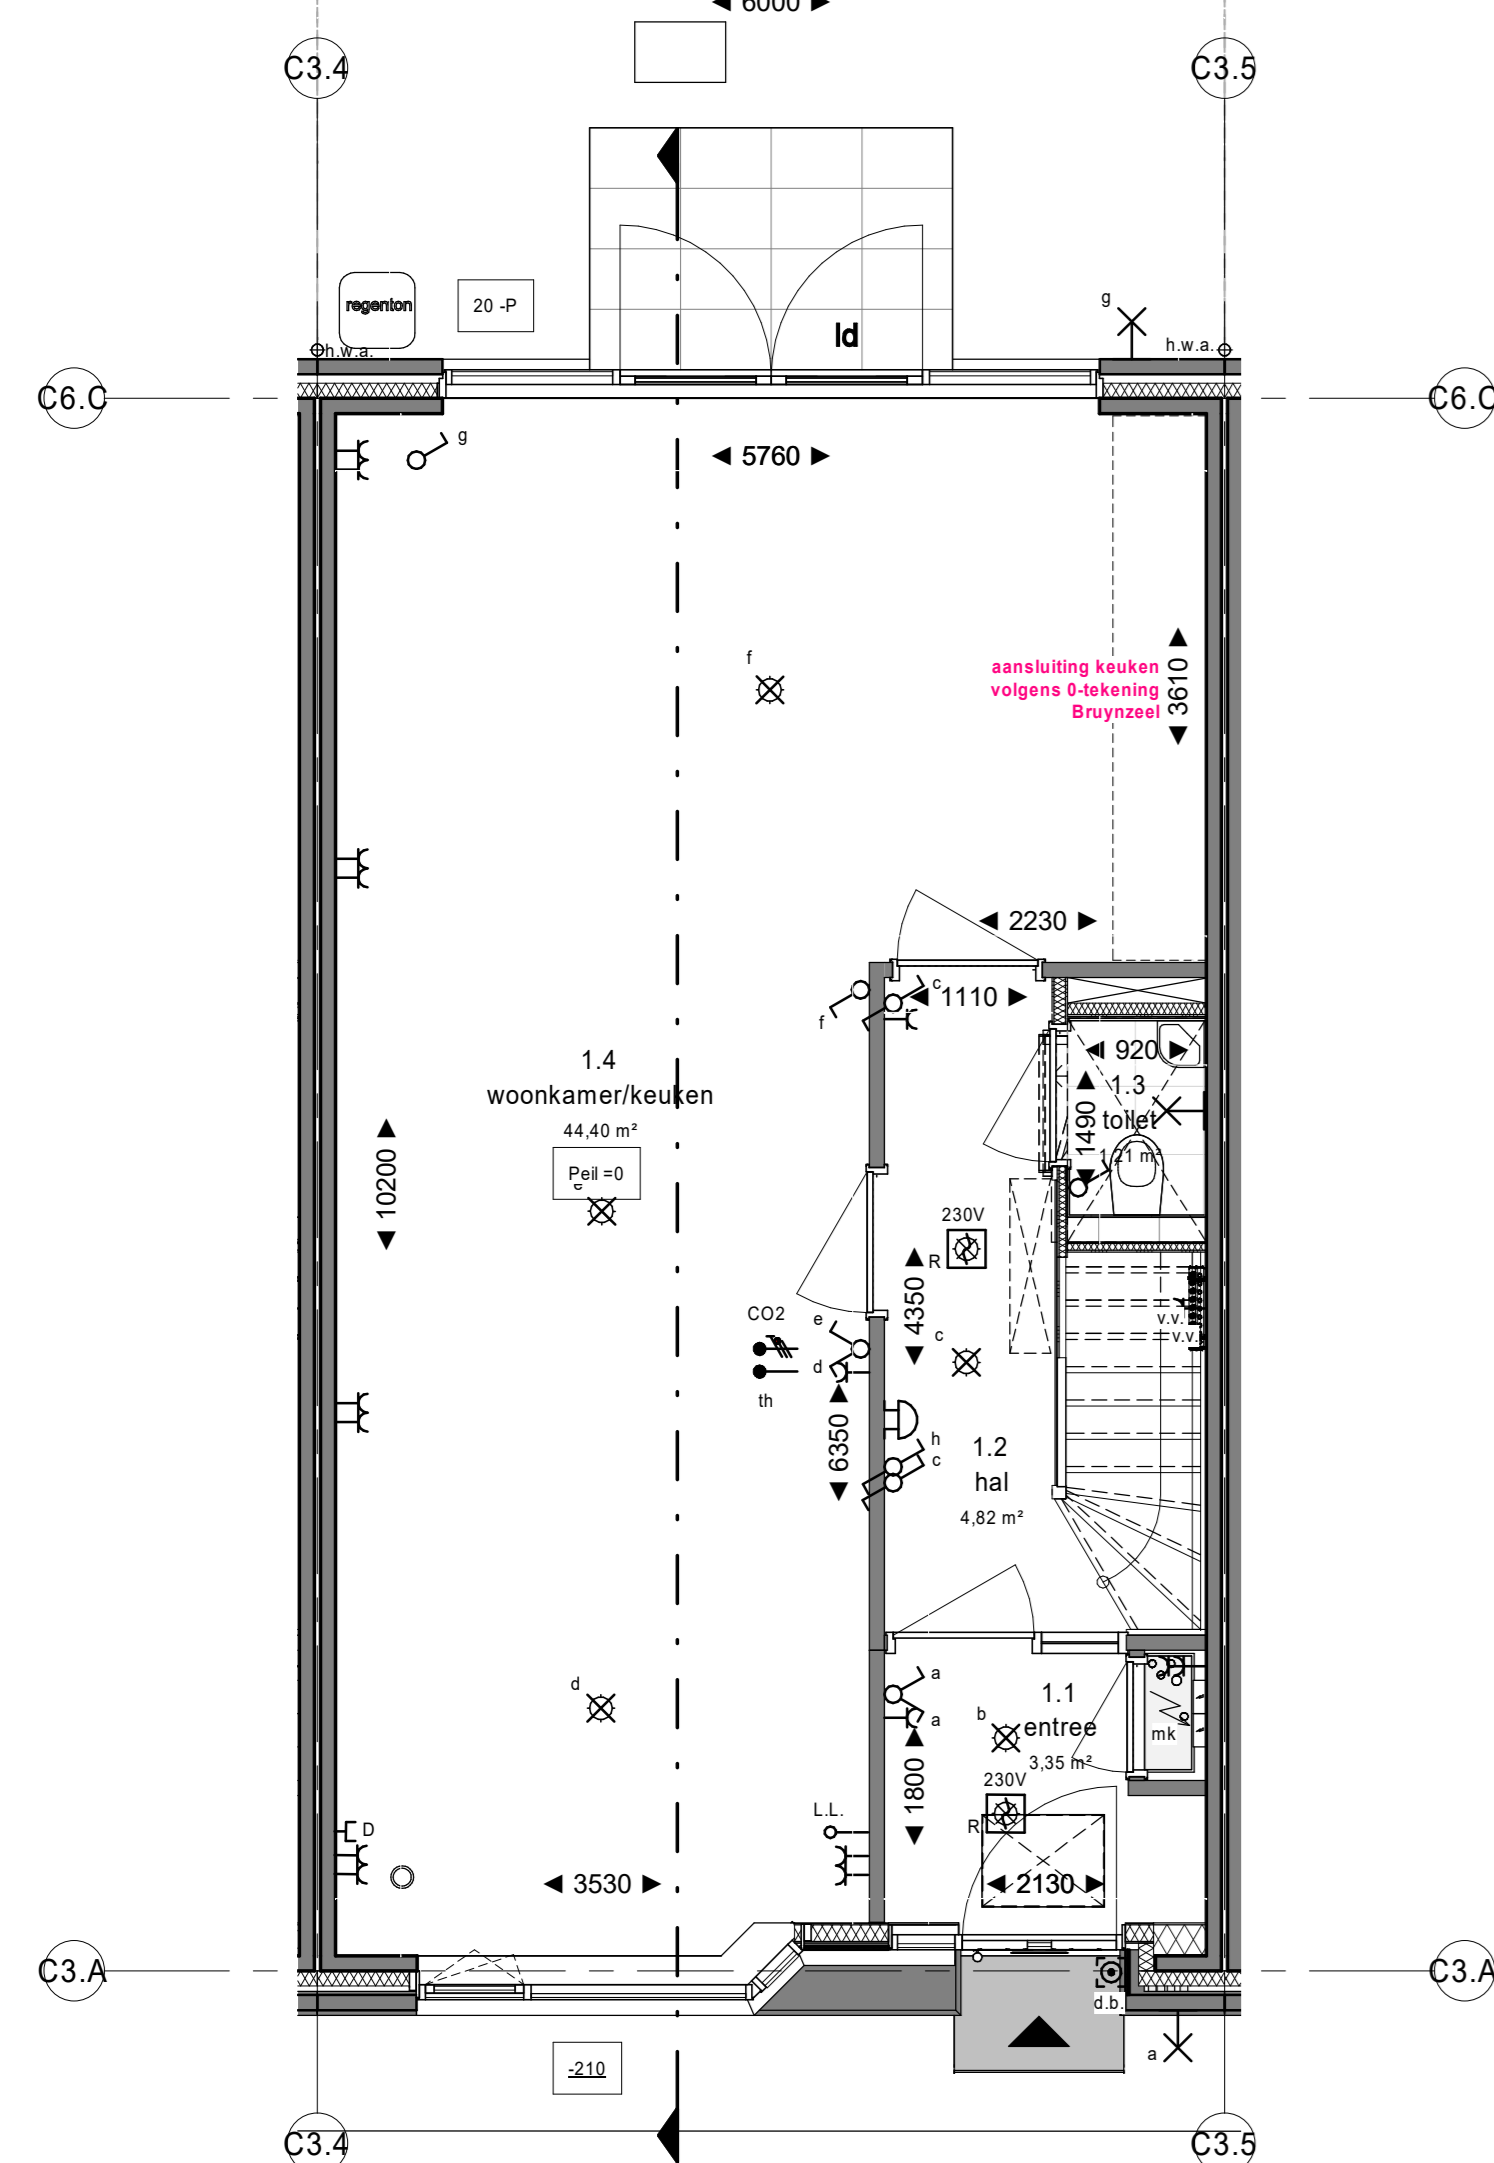 6000
C3.4
C3.5
regenton
20 -P
ld
g
h.w.a.
h.w.a.
C6.C
C6.C
g
5760
f
aansluiting keuken
volgens 0-tekening
Bruynzeel
3610
2230
c
1110
f
920
1.3
toilet
1,21 m²
1490
1.4
woonkamer/keuken
44,40 m²
Peil =0
e
10200
230V
R
4350
c
CO2
e
d
th
v.v.
v.v.
6350
h
c
1.2
hal
4,82 m²
d
a
a
b
1.1
entree
3,35 m²
mk
230V
R
1800
L.L.
D
3530
2130
C3.A
C3.A
d.b.
a
-210
C3.4
C3.5